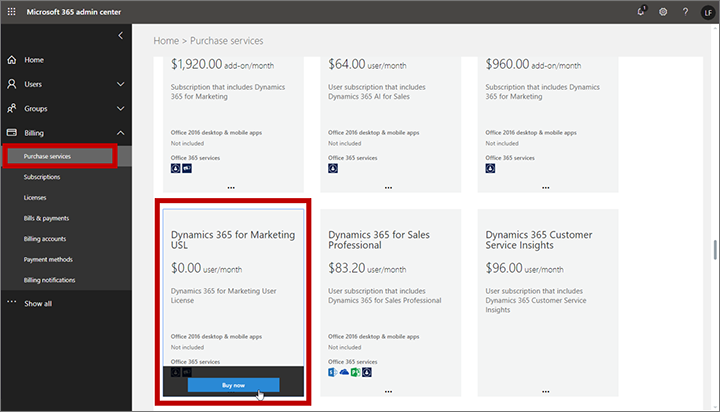 Microsoft 365 admin center
1
?
LF
Home
Users
Groups
Billing
Purchase services
Subscriptions
Licenses
Bills & payments
Billing accounts
Payment methods
Billing notifications
Show all
Home > Purchase services
$1,920.00 add-on/month
Subscription that includes Dynamics
365 for Marketing
Office 2016 desktop & mobile apps
Not included
Office 365 services
$64.00 user/month
User subscription that includes
Dynamics 365 AI for Sales
Office 2016 desktop & mobile apps
Not included
Office 365 services
$960.00 add-on/month
Subscription that includes Dynamics
365 for Marketing
Office 2016 desktop & mobile apps
Not included
Office 365 services
Dynamics 365 for Marketing
USL
$0.00 user/month
Dynamics 365 for Marketing User
License
Office 2016 desktop & mobile apps
Not included
Office 365 services
Buy now
Dynamics 365 for Sales
Professional
$83.20 user/month
User subscription that includes
Dynamics 365 for Sales Professional
Office 2016 desktop & mobile apps
Not included
Office 365 services
Dynamics 365 Customer
Service Insights
$96.00 user/month
User subscription that includes
Dynamics 365 Customer Service
Insights